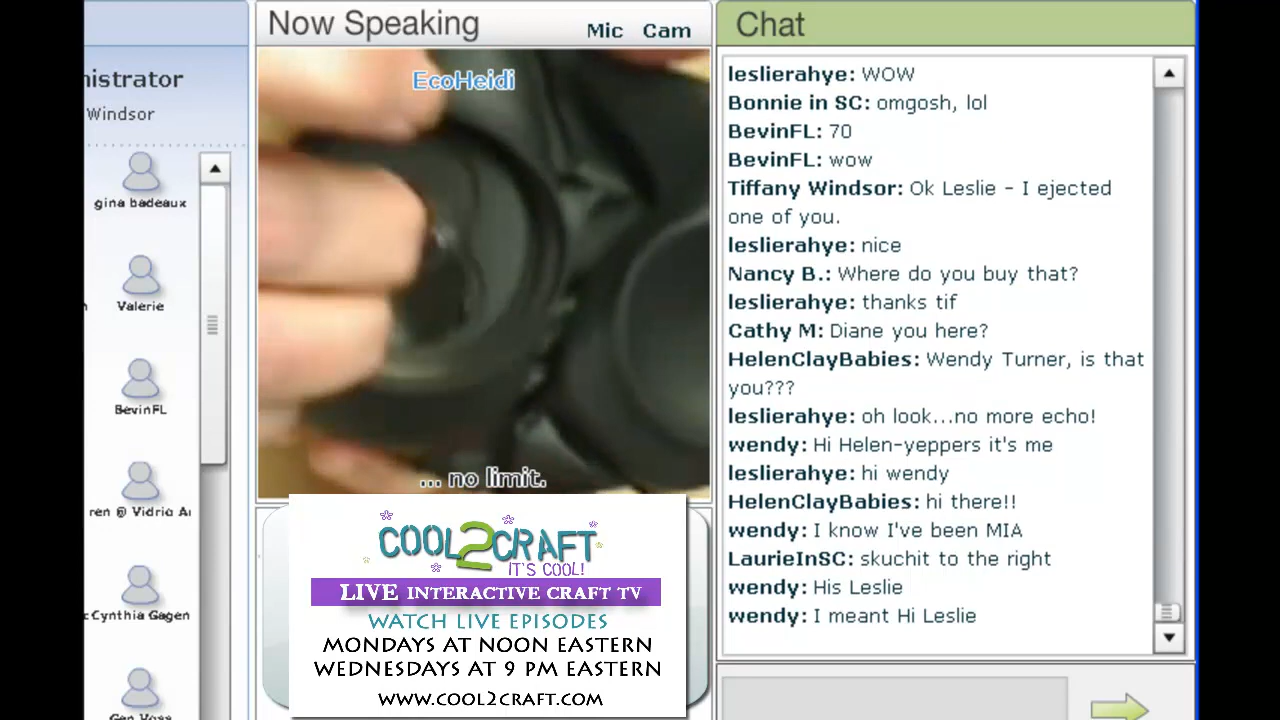 nistrator
Windsor
gina badeaux
Valerie
BevinFL
ren @ Vidria Ar
Cynthia Gagen
Gen Voss
Now Speaking
Mic Cam
EcoHeidi
... no limit.
COOL2CRAFT
IT'S COOL!
LIVE INTERACTIVE CRAFT TV
WATCH LIVE EPISODES
MONDAYS AT NOON EASTERN
WEDNESDAYS AT 9 PM EASTERN
WWW.COOL2CRAFT.COM
Chat
leslierahye: WOW
Bonnie in SC: omgosh, lol
BevinFL: 70
BevinFL: wow
Tiffany Windsor: Ok Leslie - I ejected
one of you.
leslierahye: nice
Nancy B.: Where do you buy that?
leslierahye: thanks tif
Cathy M: Diane you here?
HelenClayBabies: Wendy Turner, is that
you???
leslierahye: oh look...no more echo!
wendy: Hi Helen-yeppers it's me
leslierahye: hi wendy
HelenClayBabies: hi there!!
wendy: I know I've been MIA
LaurieInSC: skuchit to the right
wendy: His Leslie
wendy: I meant Hi Leslie